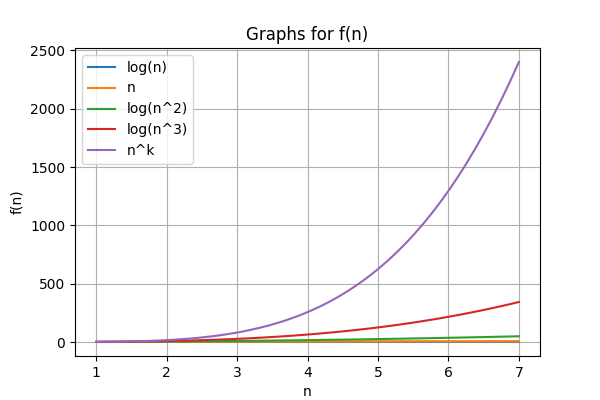 Graphs for f(n)
2500
2000
1500
1000
500
0
f(n)
log(n)
n
log(n^2)
log(n^3)
n^k
1 2 3 4 5 6 7
n